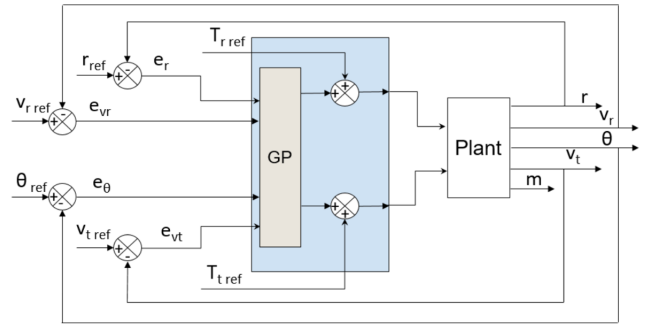 T r ref
r ref
- +
e r
+ +
r
v r ref
- +
e vr
+
v r
GP
Plant
θ
θ ref
+ -
e θ
v t
+ +
m
v t ref
+ -
e vt
T t ref